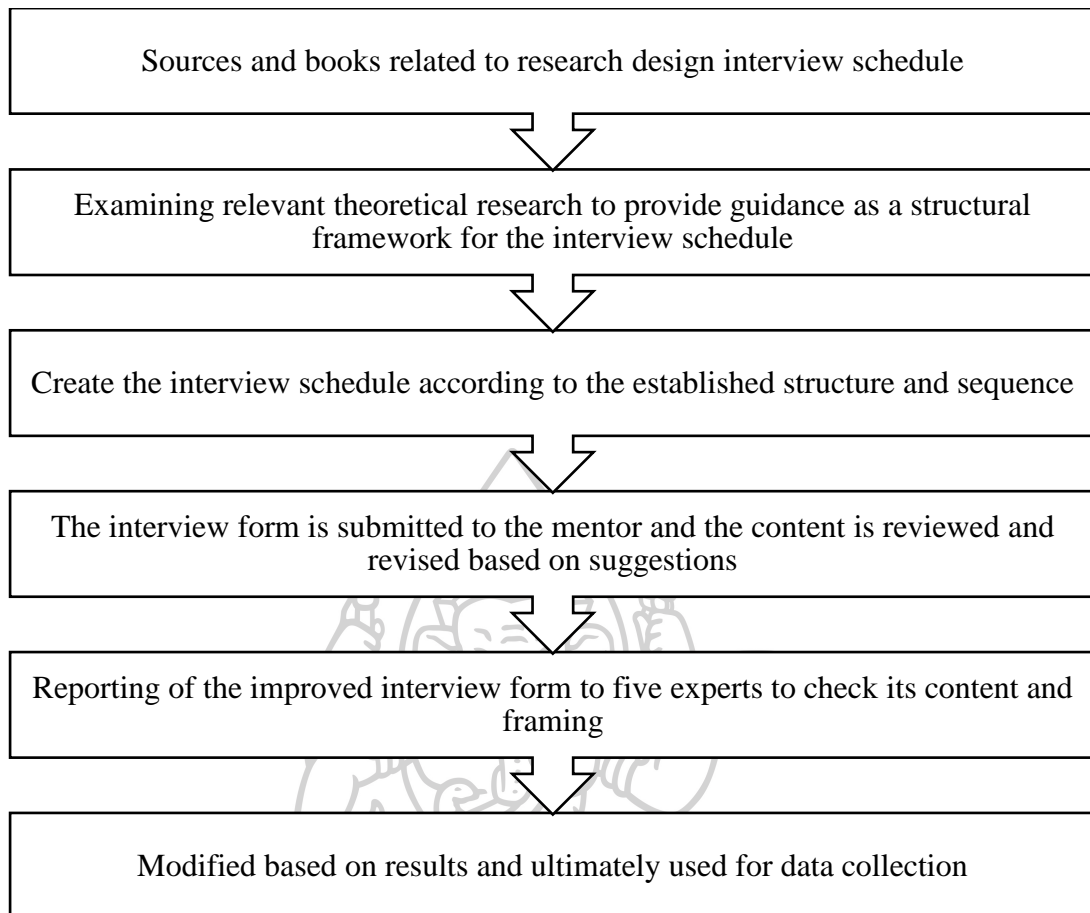 Sources and books related to research design interview schedule
Examining relevant theoretical research to provide guidance as a structural
framework for the interview schedule
Create the interview schedule according to the established structure and sequence
The interview form is submitted to the mentor and the content is reviewed and
revised based on suggestions
Reporting of the improved interview form to five experts to check its content and
framing
Modified based on results and ultimately used for data collection